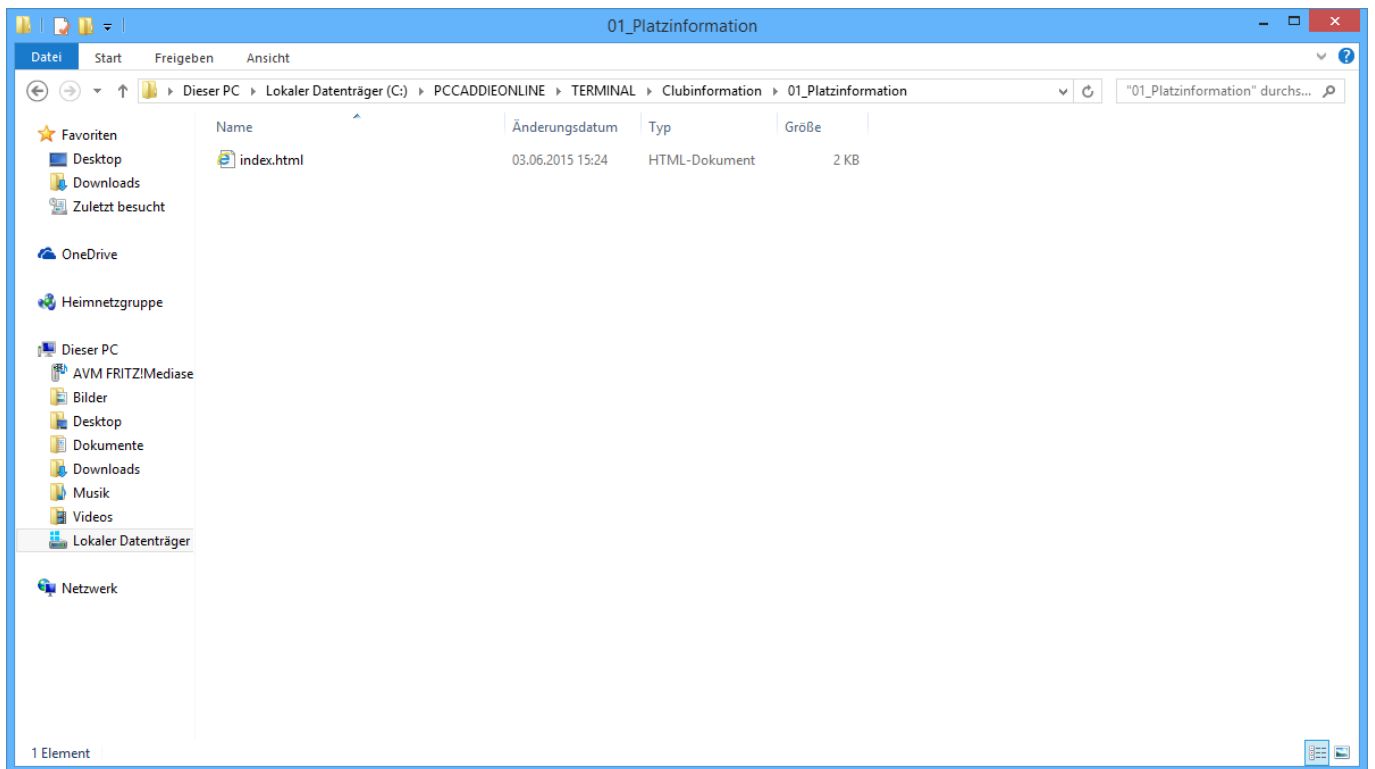 01_Platzinformation
Datei Start Freigeben Ansicht
Dieser PC Lokaler Datenträger (C:) PCCADDIEONLINE TERMINAL Clubinformation 01_Platzinformation "01_Platzinformation" durchs...
Name Änderungsdatum Typ Größe
index.html 03.06.2015 15:24 HTML-Dokument 2 KB
Favoriten
Desktop
Downloads
Zuletzt besucht
OneDrive
Heimnetzgruppe
Dieser PC
AVM FRITZ!Mediase
Bilder
Desktop
Dokumente
Downloads
Musik
Videos
Lokaler Datenträger
Netzwerk
1 Element